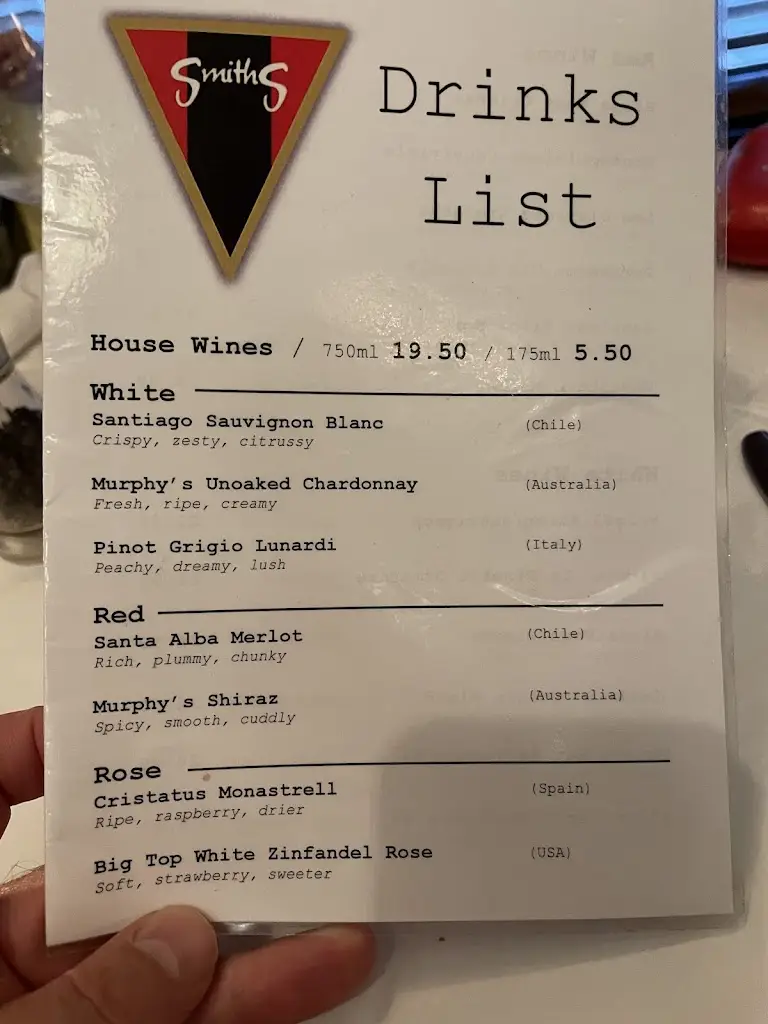 SmithS
Drinks
List
House Wines / 750ml 19.50 / 175ml 5.50
White
Santiago Sauvignon Blanc (Chile)
Crispy, zesty, citrussy
Murphy's Unoaked Chardonnay (Australia)
Fresh, ripe, creamy
Pinot Grigio Lunardi (Italy)
Peachy, dreamy, lush
Red
Santa Alba Merlot (Chile)
Rich, plummy, chunky
Murphy's Shiraz (Australia)
Spicy, smooth, cuddly
Rose
Cristatus Monastrell (Spain)
Ripe, raspberry, drier
Big Top White Zinfandel Rose (USA)
Soft, strawberry, sweeter